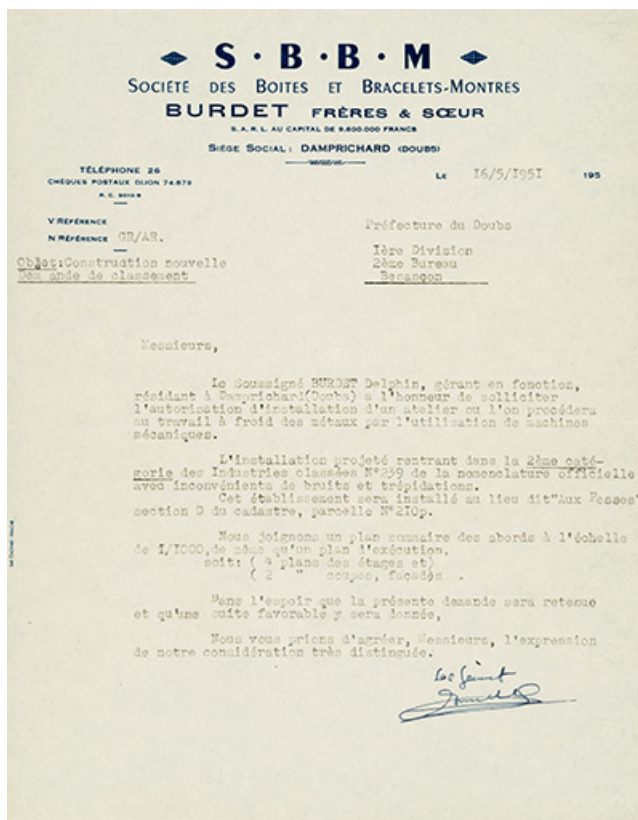 S·B·B·M
SOCIÉTÉ DES BOITES ET BRACELETS-MONTRES
BURDET FRÈRES & SŒUR
S.A.R.L. AU CAPITAL DE 9.600.000 FRANCS
SIÈGE SOCIAL: DAMPRICHARD (DOUBS)
TÉLÉPHONE 26
CHÈQUES POSTAUX DIJON 74.879
LE 16/5/1951 195
V RÉFÉRENCE
N RÉFÉRENCE GR/AR.
Préfecture du Doubs
Ière Division
2ème Bureau
Besançon
Objet:Construction nouvelle
Demande de classement
Messieurs,
Le Soussigné BURDET Delphin, gérant en fonction,
résidant à Damprichard(Doubs) a l'honneur de solliciter
l'autorisation d'installation d'un atelier ou l'on procédera
au travail à froid des métaux par l'utilisation de machines
mécaniques.
L'installation projeté rentrant dans la 2ème caté-
gorie des Industries classées N°259 de la nomenclature officielle
avec inconvénients de bruits et trépidations.
Cet établissement sera installé au lieu dit"Aux Fosses"
section D du cadastre, parcelle N°210p.
Nous joignons un plan sommaire des abords à l'échelle
de I/1000,de même qu'un plan d'exécution,
soit: ( 4 plans des étages et)
( 2 " coupes, façades .
Dans l'espoir que la présente demande sera retenue
et qu'une suite favorable y sera donnée,
Nous vous prions d'agréer, Messieurs, l'expression
de notre considération très distinguée.